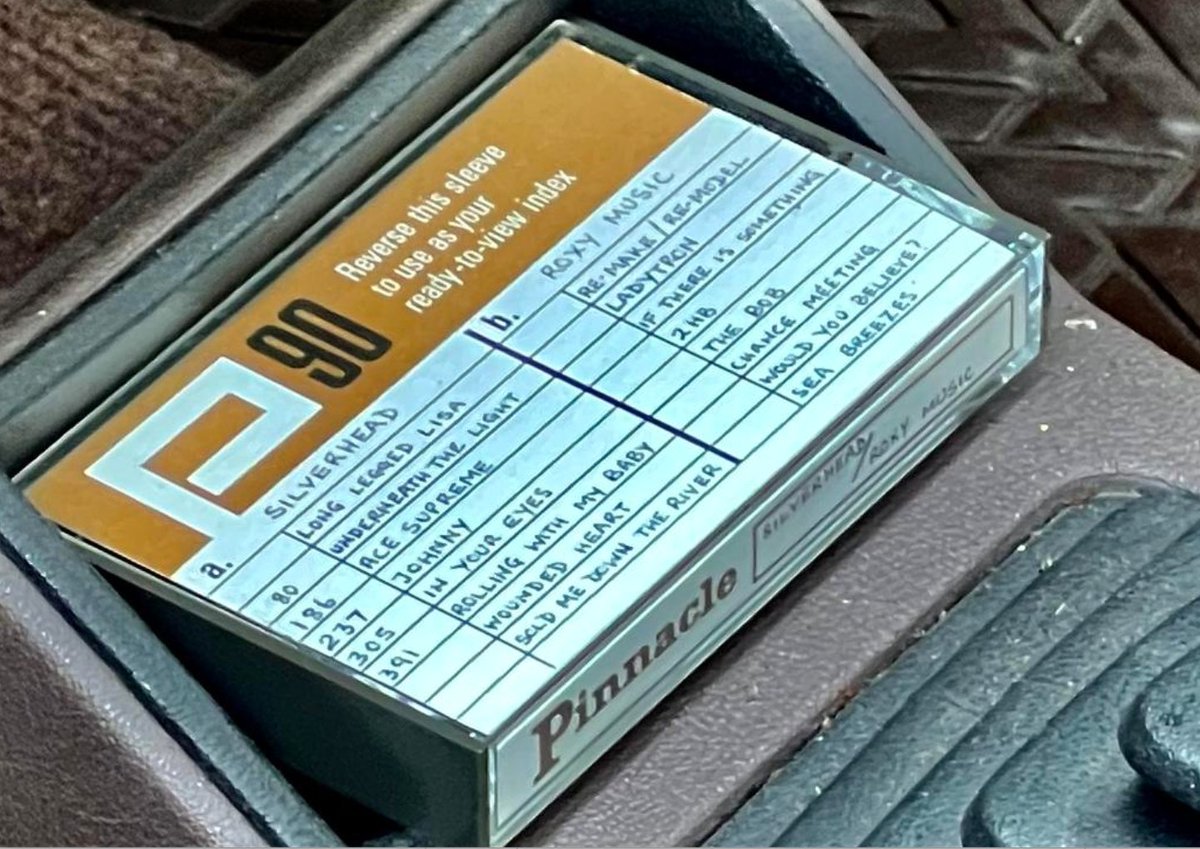 Reverse this sleeve
to use as your
ready-to-view index
P 90
a.
SILVERHEAD
LONG LEGGED LISA
80 UNDERNEATH THE LIGHT
186 ACE SUPREME
237 JOHNNY
305 IN YOUR EYES
391 ROLLING WITH MY BABY
WOUNDED HEART
SOLD ME DOWN THE RIVER
b.
ROXY MUSIC
RE-MAKE/RE-MODEL
LADYTRON
IF THERE IS SOMETHING
2HB
THE BOB
CHANCE MEETING
WOULD YOU BELIEVE?
SEA BREEZES
Pinnacle
SILVERHEAD/
ROXY MUSIC